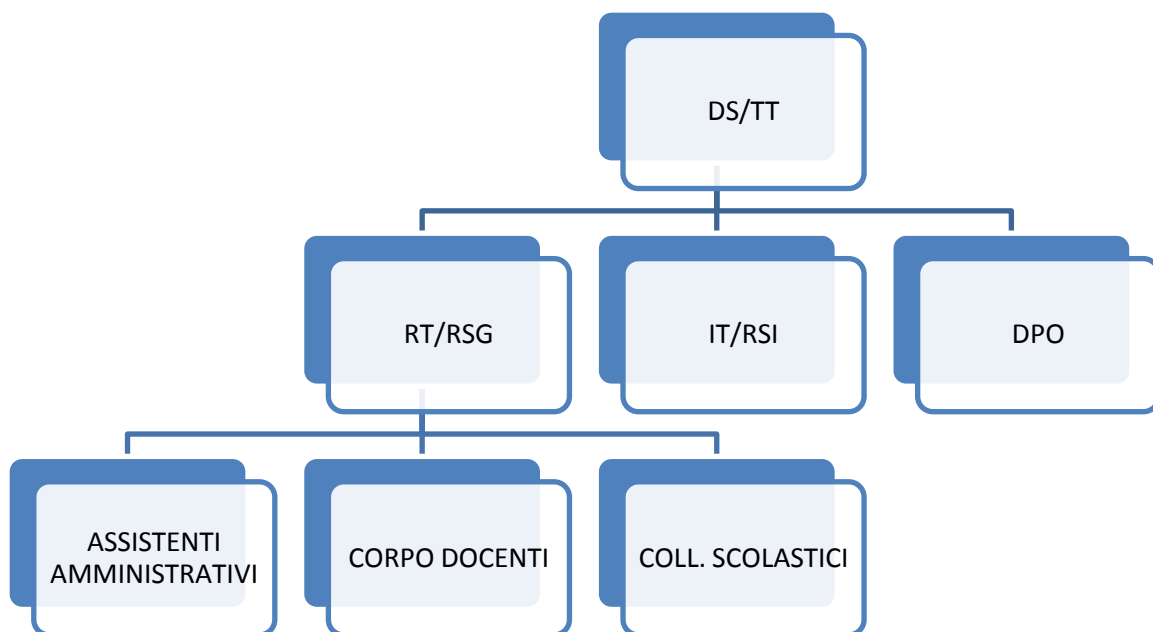 DS/TT
RT/RSG
IT/RSI
DPO
ASSISTENTI
AMMINISTRATIVI
CORPO DOCENTI
COLL. SCOLASTICI